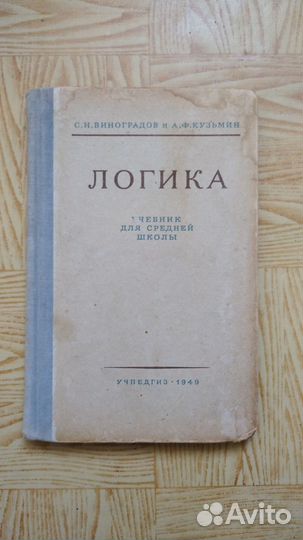 С.Н.ВИНОГРАДОВ и А.Ф.КУЗЬМИН
ЛОГИКА
УЧЕБНИК
ДЛЯ СРЕДНЕЙ
ШКОЛЫ
УЧПЕДГИЗ · 1949
Avito